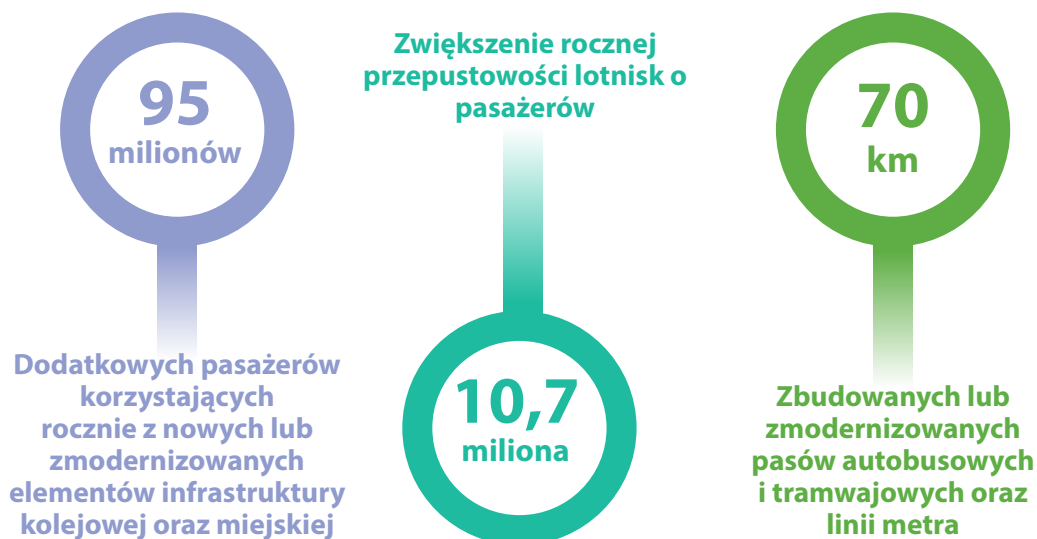 95
milionów
Dodatkowych pasażerów
korzystających
rocznie z nowych lub
zmodernizowanych
elementów infrastruktury
kolejowej oraz miejskiej
Zwiększenie rocznej
przepustowości lotnisk o
pasażerów
10,7
miliona
70
km
Zbudowanych lub
zmodernizowanych
pasów autobusowych
i tramwajowych oraz
linii metra